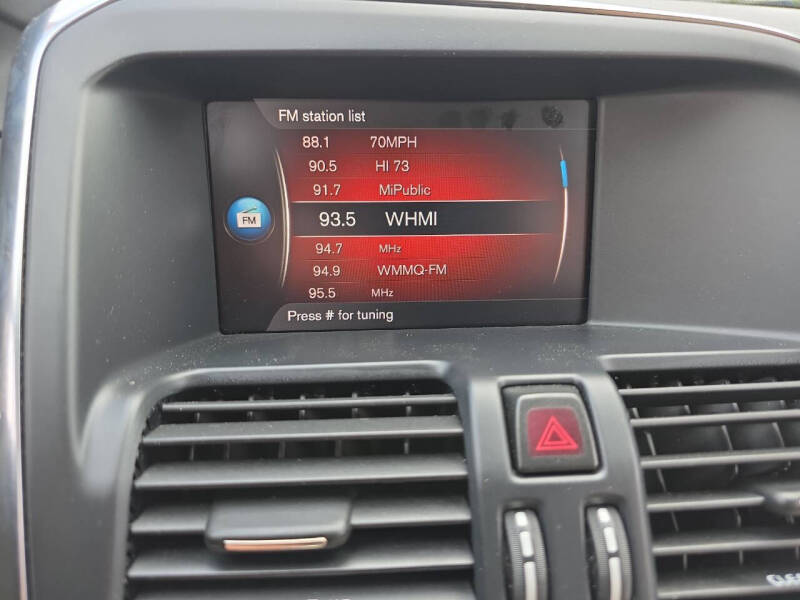 FM station list
88.1 70MPH
90.5 HI 73
91.7 MiPublic
FM
93.5 WHMI
94.7 MHz
94.9 WMMQ-FM
95.5 MHz
Press # for tuning